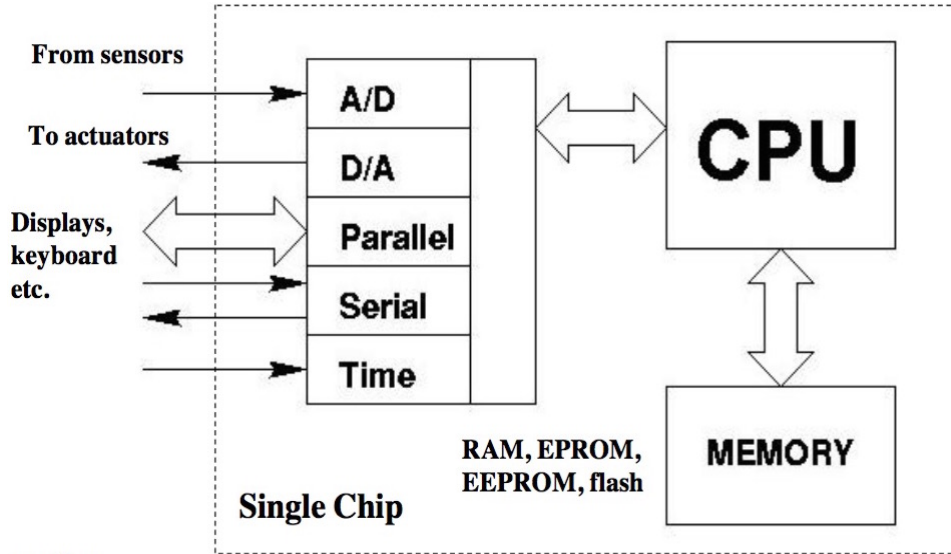 From sensors
To actuators
Displays,
keyboard
etc.
A/D
D/A
Parallel
Serial
Time
CPU
MEMORY
RAM, EPROM,
EEPROM, flash
Single Chip